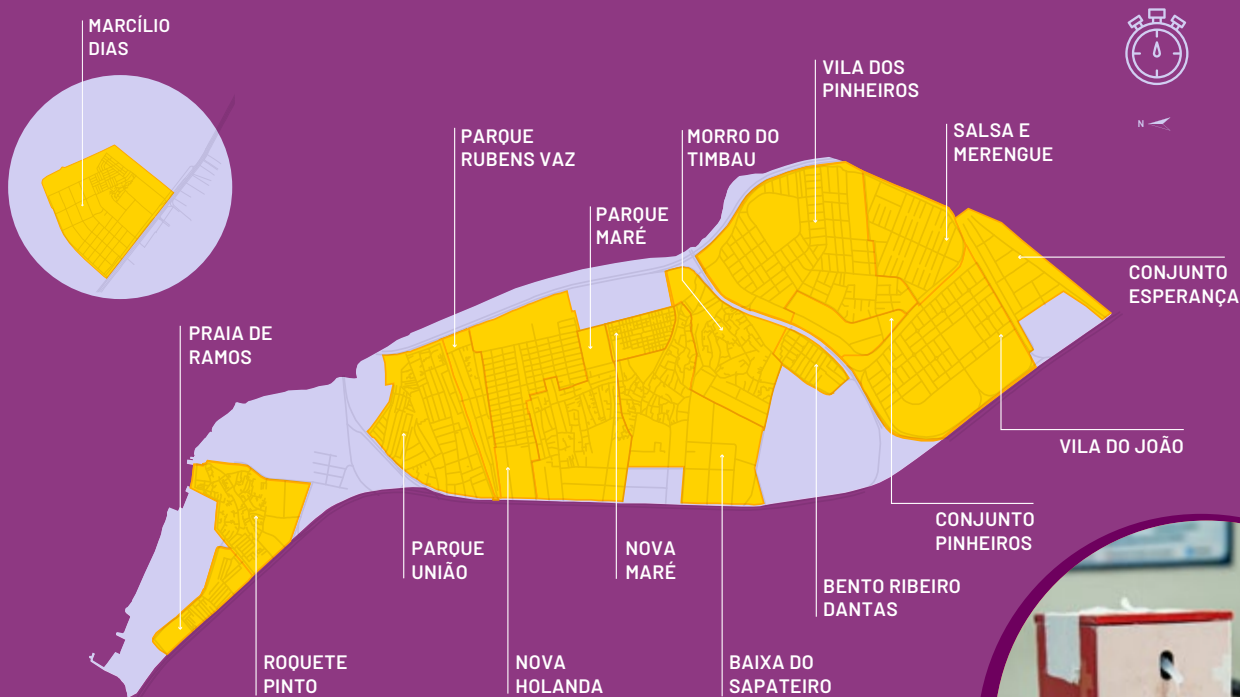 MARCÍLIO
DIAS
VILA DOS
PINHEIROS
N
PARQUE
RUBENS VAZ
MORRO DO
TIMBAU
SALSA E
MERENGUE
PARQUE
MARÉ
CONJUNTO
ESPERANÇA
PRAIA DE
RAMOS
VILA DO JOÃO
CONJUNTO
PINHEIROS
PARQUE
UNIÃO
NOVA
MARÉ
BENTO RIBEIRO
DANTAS
ROQUETE
PINTO
NOVA
HOLANDA
BAIXA DO
SAPATEIRO